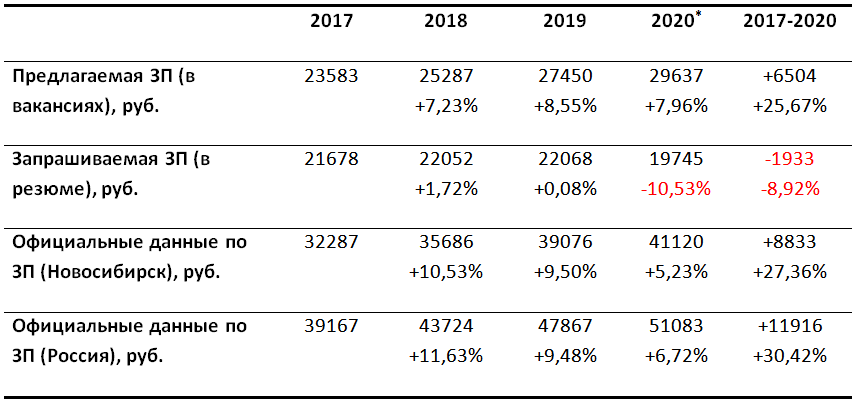 2017 2018 2019 2020* 2017-2020
Предлагаемая ЗП (в 23583 25287 27450 29637 +6504
вакансиях), руб. +7,23% +8,55% +7,96% +25,67%
Запрашиваемая ЗП (в 21678 22052 22068 19745 -1933
резюме), руб. +1,72% +0,08% -10,53% -8,92%
Официальные данные по 32287 35686 39076 41120 +8833
ЗП (Новосибирск), руб. +10,53% +9,50% +5,23% +27,36%
Официальные данные по 39167 43724 47867 51083 +11916
ЗП (Россия), руб. +11,63% +9,48% +6,72% +30,42%